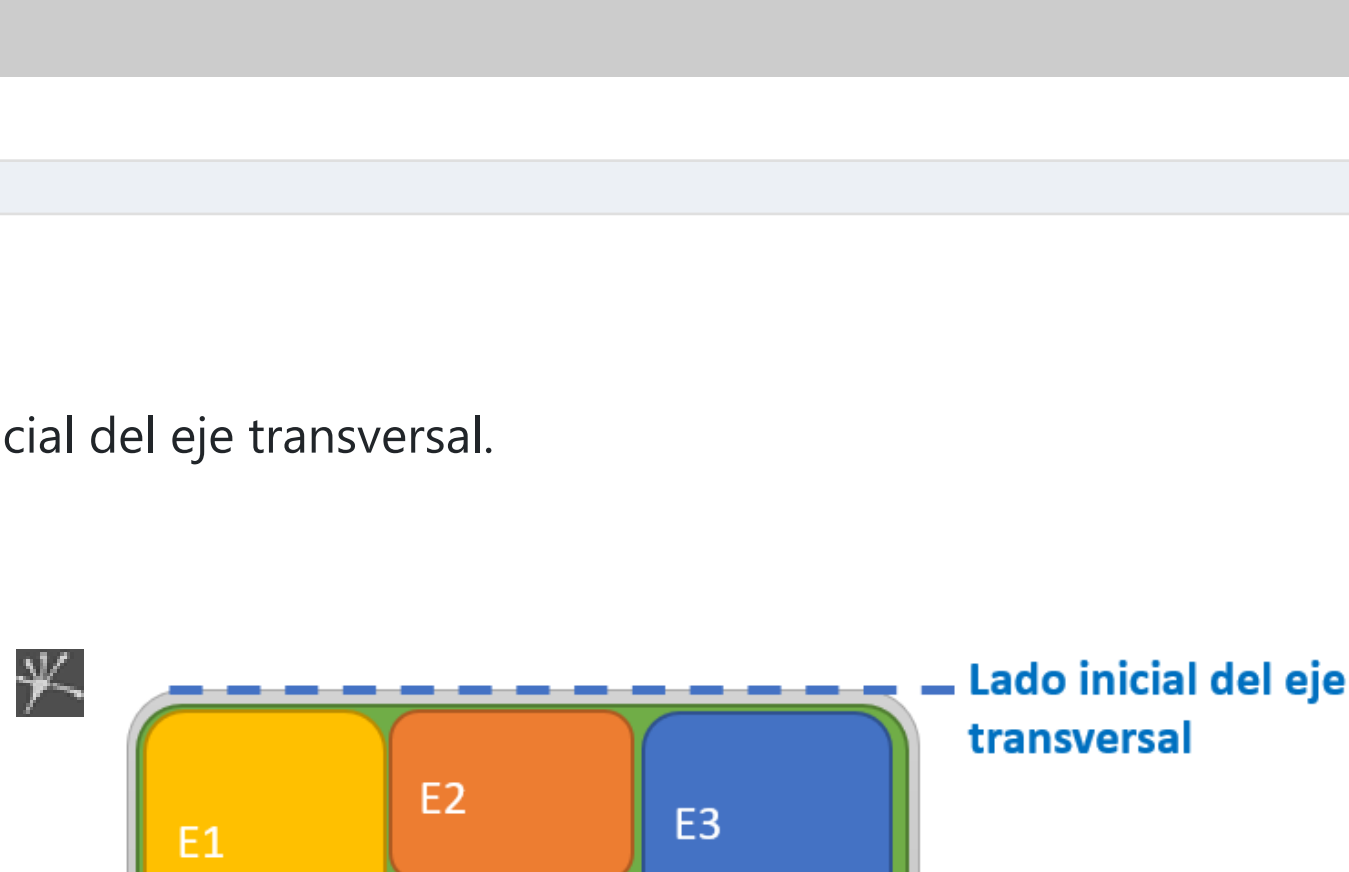 cial del eje transversal.
Lado inicial del eje
transversal
E1
E2
E3